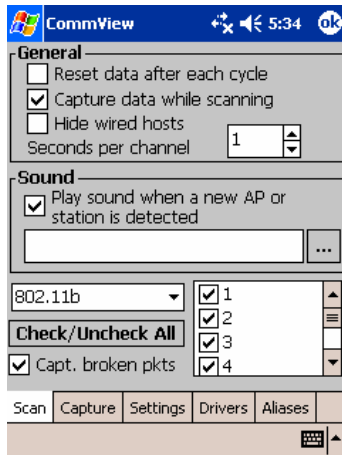 CommView 5:34 ok
General
Reset data after each cycle
Capture data while scanning
Hide wired hosts
Seconds per channel 1
Sound
Play sound when a new AP or
station is detected
...
802.11b
Check/Uncheck All
Capt. broken pkts
1
2
3
4
Scan Capture Settings Drivers Aliases